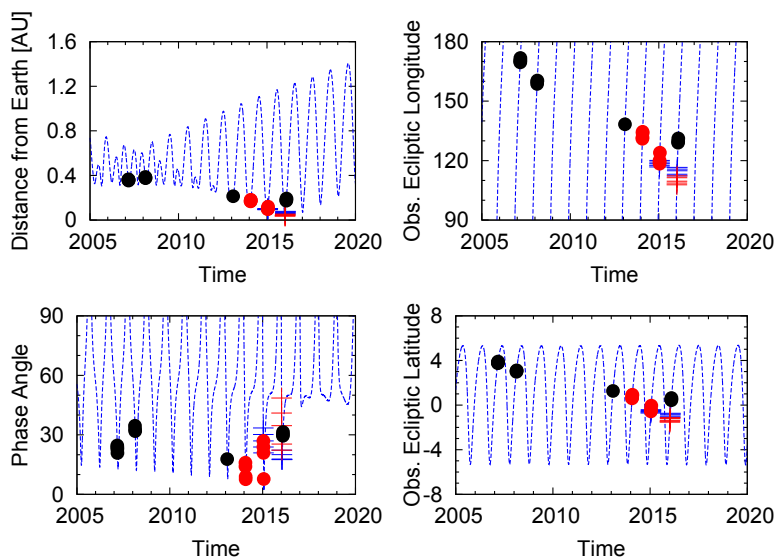 Distance from Earth [AU]
1.6
1.2
0.8
0.4
0
2005 2010 2015 2020
Time
Obs. Ecliptic Longitude
180
150
120
90
2005 2010 2015 2020
Time
Phase Angle
90
60
30
0
2005 2010 2015 2020
Time
Obs. Ecliptic Latitude
8
4
0
-4
-8
2005 2010 2015 2020
Time